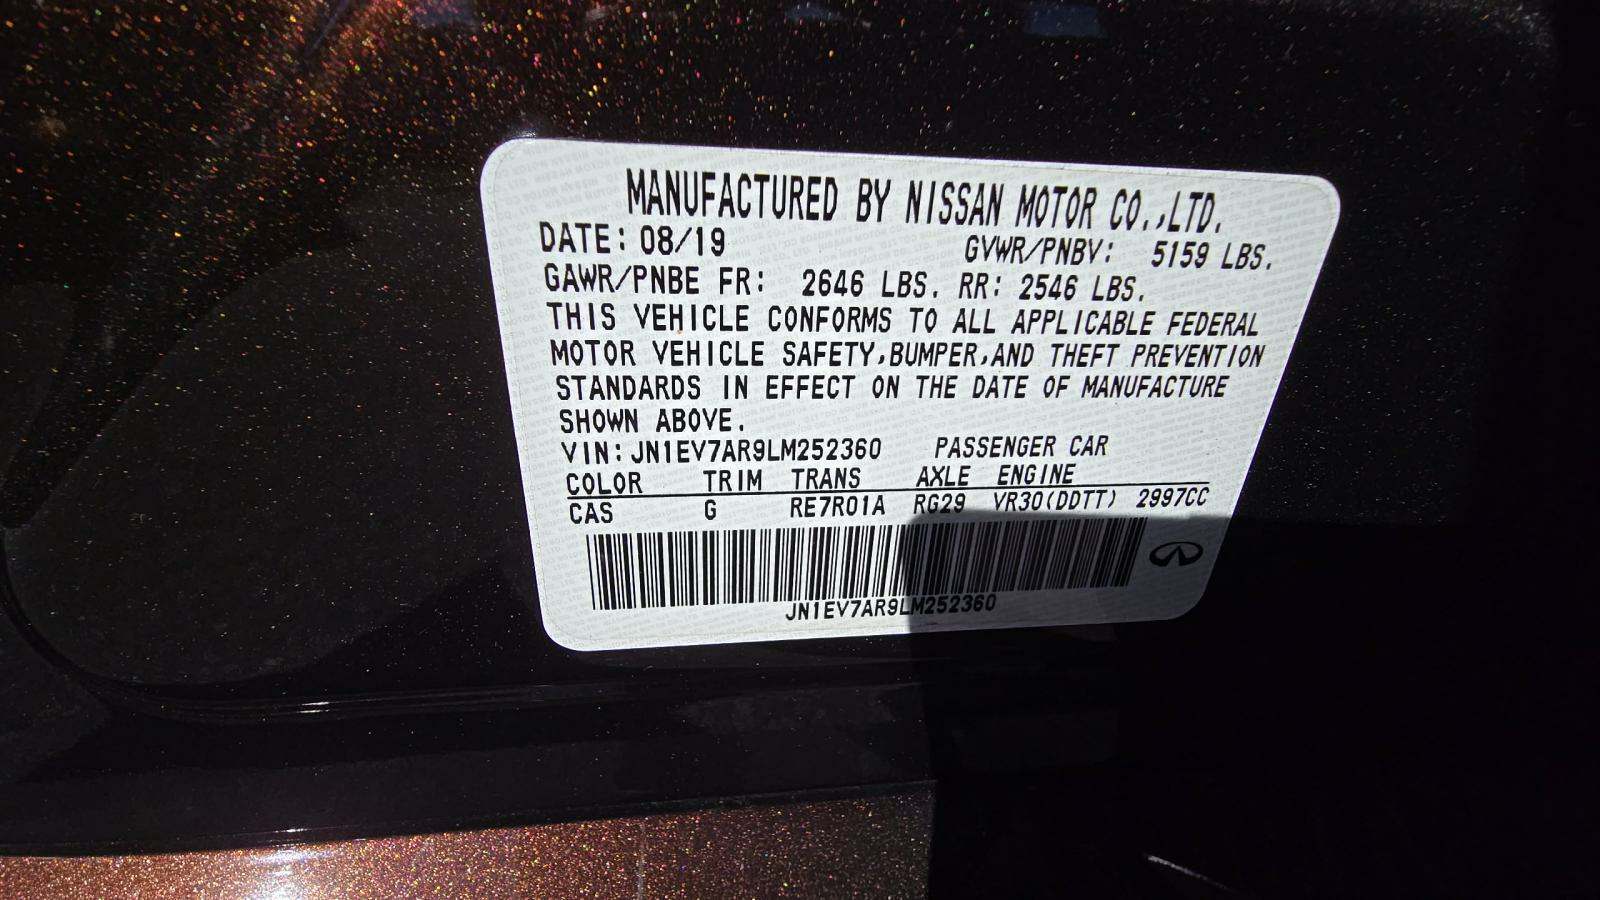 MANUFACTURED BY NISSAN MOTOR CO.,LTD.
DATE: 08/19 GVWR/PNBV: 5159 LBS.
GAWR/PNBE FR: 2646 LBS. RR: 2546 LBS.
THIS VEHICLE CONFORMS TO ALL APPLICABLE FEDERAL
MOTOR VEHICLE SAFETY,BUMPER,AND THEFT PREVENTION
STANDARDS IN EFFECT ON THE DATE OF MANUFACTURE
SHOWN ABOVE.
VIN:JN1EV7AR9LM252360 PASSENGER CAR
COLOR TRIM TRANS AXLE ENGINE
CAS G RE7R01A RG29 VR30(DDTT) 2997CC
JN1EV7AR9LM252360